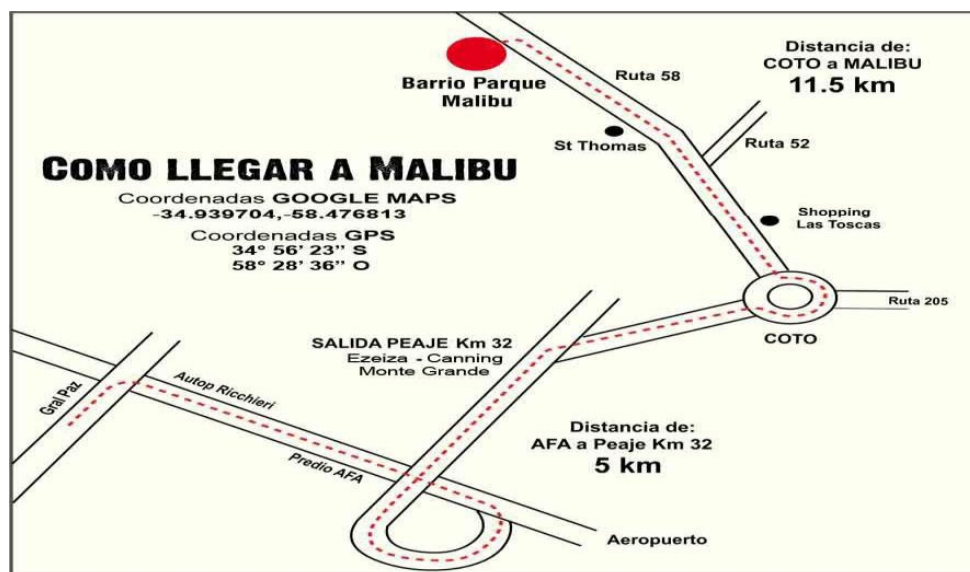 Distancia de:
COTO a MALIBU
11.5 km
Ruta 58
Barrio Parque
Malibu
St Thomas
Ruta 52
COMO LLEGAR A MALIBU
Coordenadas GOOGLE MAPS
-34.939704,-58.476813
Coordenadas GPS
34º 56' 23" S
58º 28' 36" O
Shopping
Las Toscas
Ruta 205
COTO
SALIDA PEAJE Km 32
Ezeiza - Canning
Monte Grande
Gral Paz
Autop Ricchieri
Predio AFA
Distancia de:
AFA a Peaje Km 32
5 km
Aeropuerto